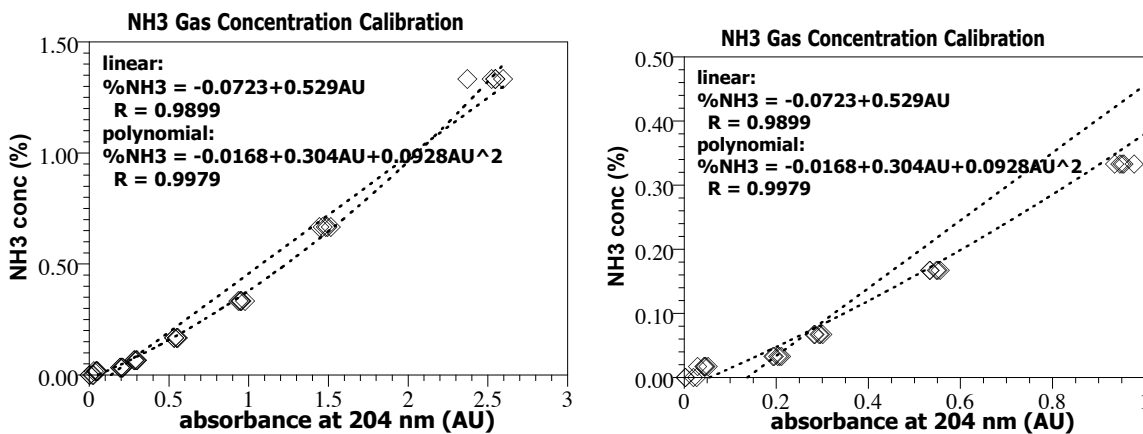 NH3 Gas Concentration Calibration
1.50
linear:
%NH3 = -0.0723+0.529AU
R = 0.9899
polynomial:
%NH3 = -0.0168+0.304AU+0.0928AU^2
R = 0.9979
1.00
0.50
0.00
NH3 conc (%)
0 0.5 1 1.5 2 2.5 3
absorbance at 204 nm (AU)
NH3 Gas Concentration Calibration
0.50
linear:
%NH3 = -0.0723+0.529AU
R = 0.9899
polynomial:
%NH3 = -0.0168+0.304AU+0.0928AU^2
R = 0.9979
0.40
0.30
0.20
0.10
0.00
NH3 conc (%)
0 0.2 0.4 0.6 0.8 1
absorbance at 204 nm (AU)